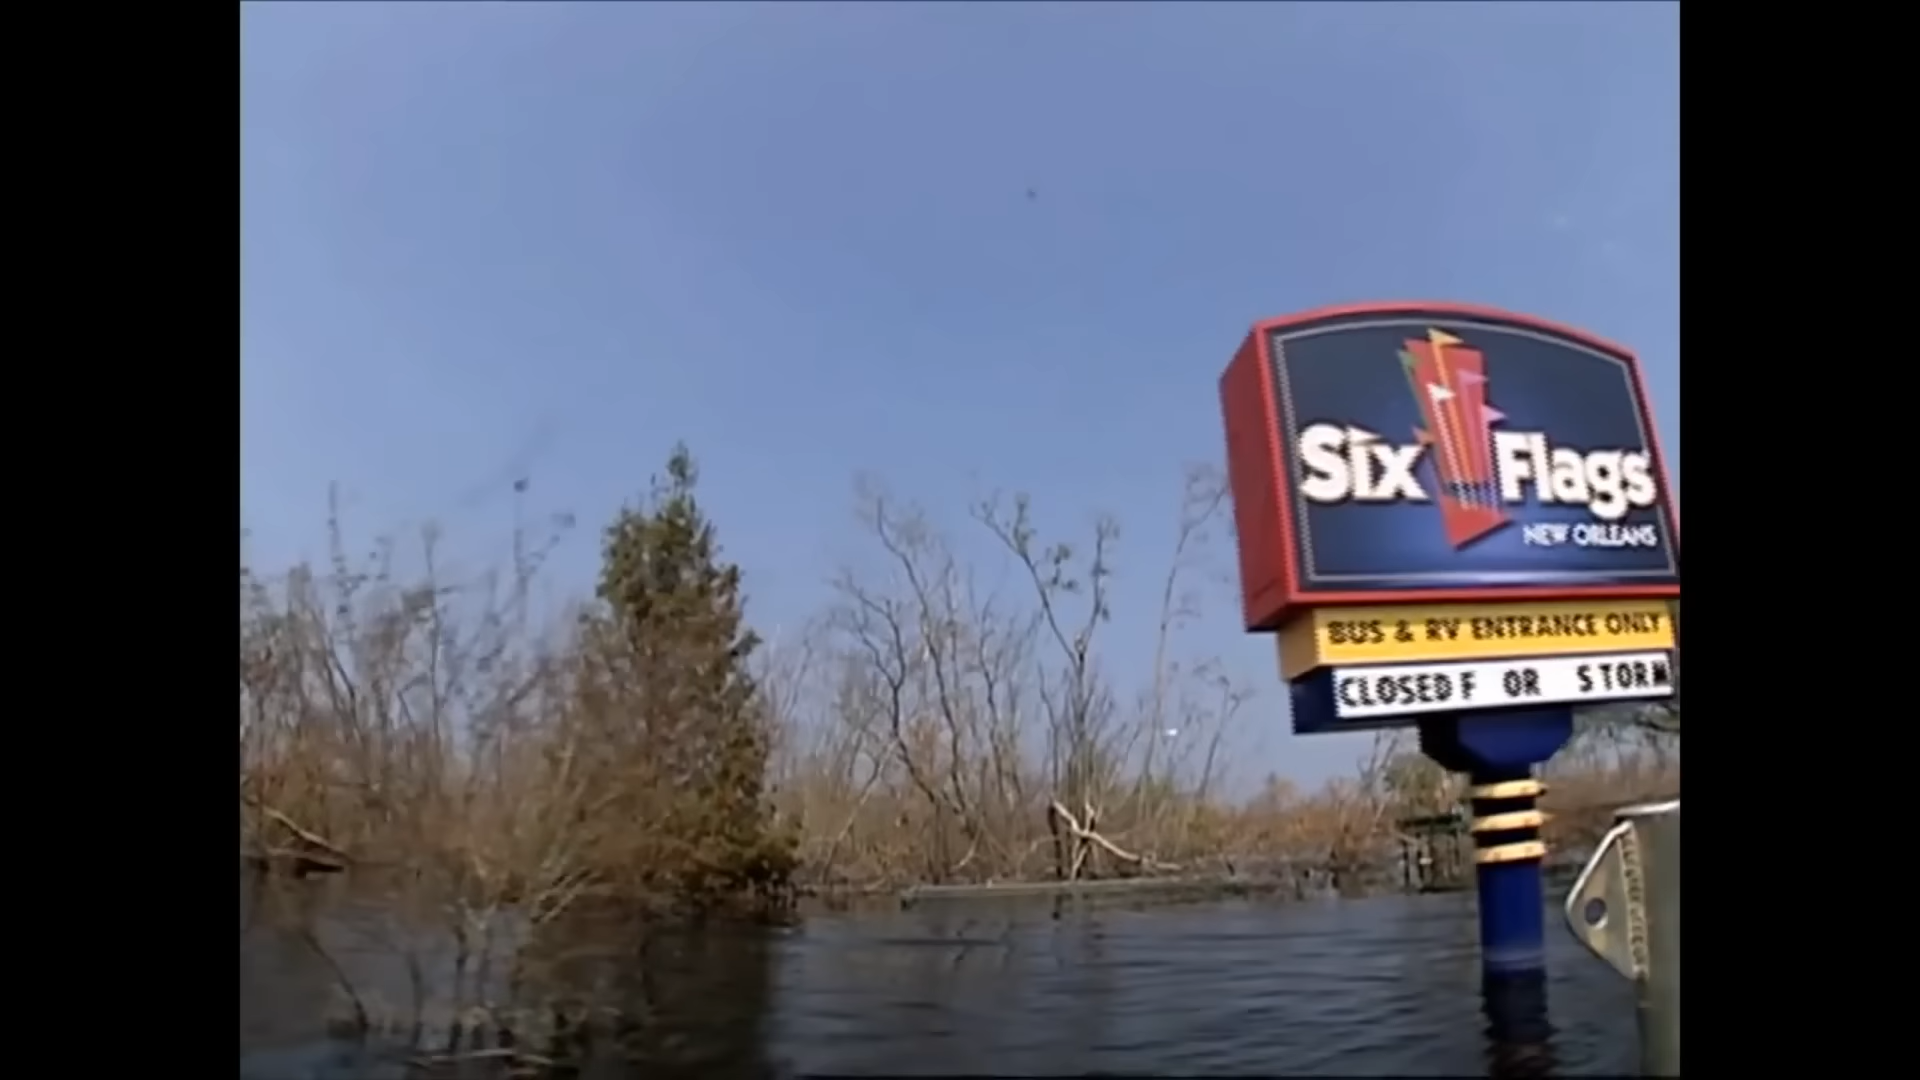 Six Flags
NEW ORLEANS
BUS & RV ENTRANCE ONLY
CLOSED F OR STORM